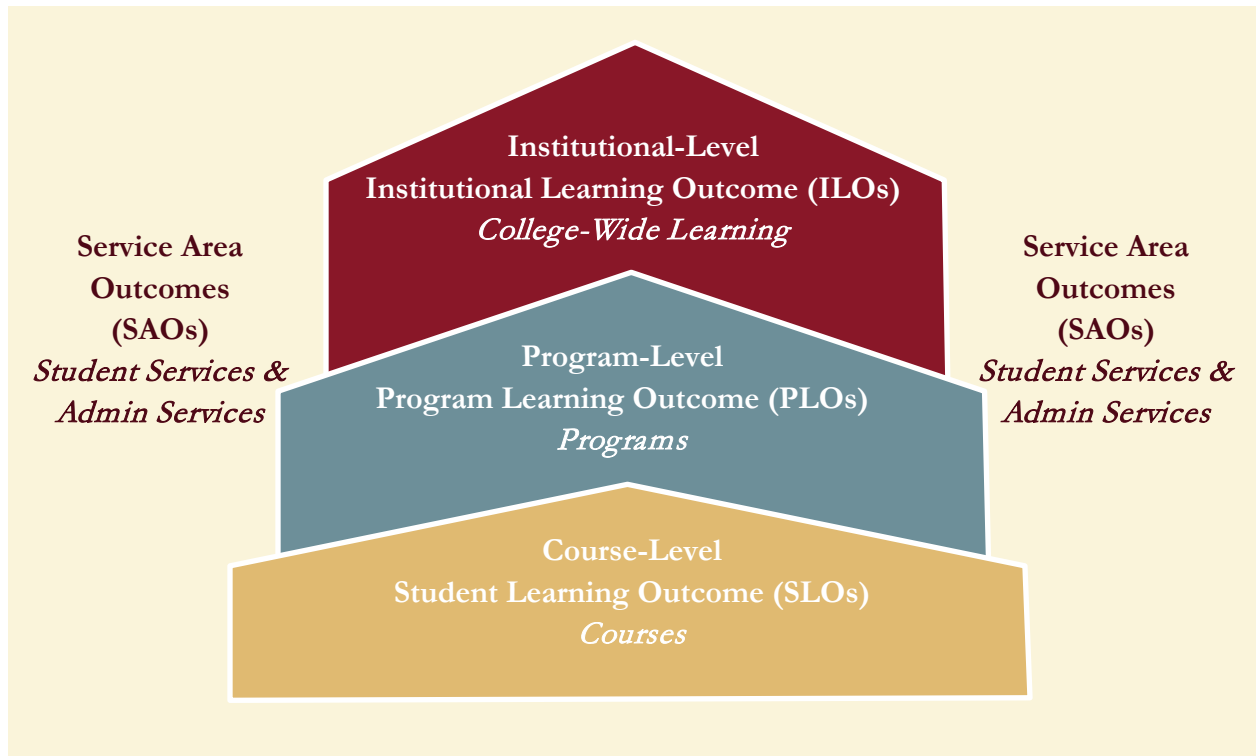 Institutional-Level
Institutional Learning Outcome (ILOs)
College-Wide Learning
Service Area
Outcomes
(SAOs)
Student Services &
Admin Services
Program-Level
Program Learning Outcome (PLOs)
Programs
Service Area
Outcomes
(SAOs)
Student Services &
Admin Services
Course-Level
Student Learning Outcome (SLOs)
Courses